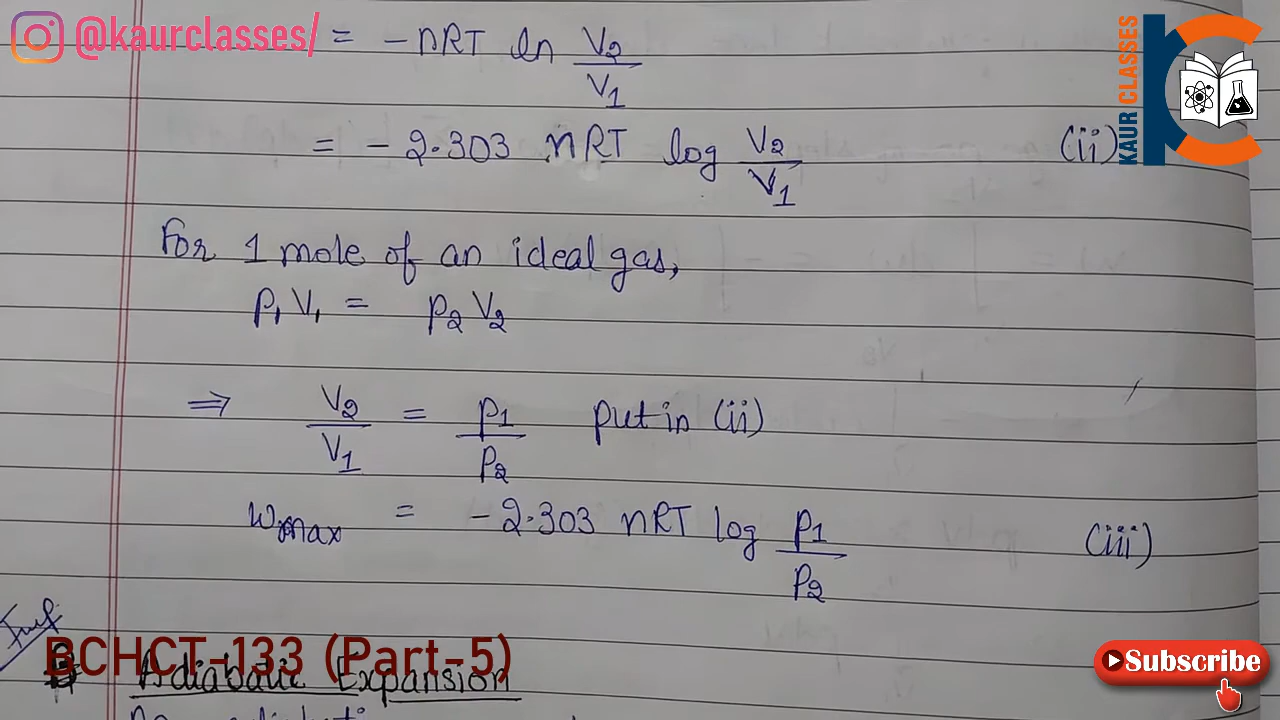 @kaurclasses/
= -nRT ln V2/V1
= -2.303 nRT log V2/V1 (ii)
KAUR CLASSES
For 1 mole of an ideal gas,
P1V1 = P2V2
⇒ V2/V1 = P1/P2 put in (ii)
Wmax = -2.303 nRT log P1/P2 (iii)
BCHCT-133 (Part-5)
Adiabatic Expansion
Subscribe